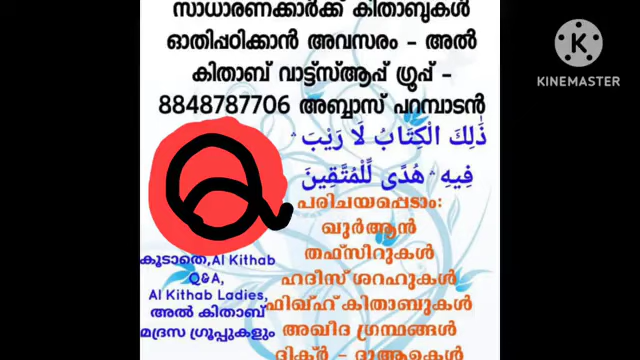 സാധാരണക്കാർക്ക് കിതാബുകൾ
ഓതിപ്പഠിക്കാൻ അവസരം – അൽ
കിതാബ് വാട്ട്സ്ആപ്പ് ഗ്രൂപ്പ് –
8848787706 അബ്ബാസ് പറമ്പാടൻ
ذَٰلِكَ الْكِتَابُ لَا رَيْبَ ۛ
فِيهِ ۛ هُدًى لِّلْمُتَّقِينَ
Q
പരിചയപ്പെടാം:
ഖുർആൻ
തഫ്സീറുകൾ
ഹദീസ് ശറഹുകൾ
ഫിഖ്ഹ് കിതാബുകൾ
അഖീദ ഗ്രന്ഥങ്ങൾ
ദിക്ർ – ദുആകൾ
കൂടാതെ,Al Kithab
Q&A,
Al Kithab Ladies,
അൽ കിതാബ്
മദ്രസ ഗ്രൂപ്പുകളും
K
KINEMASTER